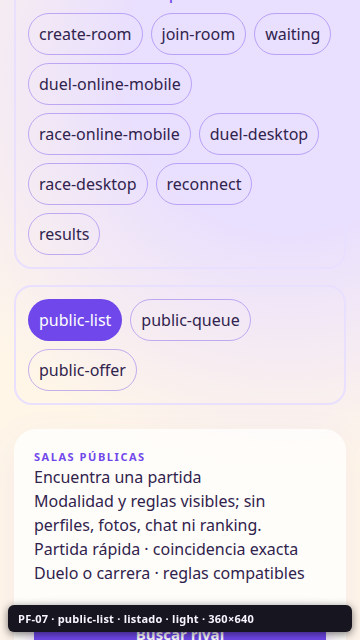 create-room join-room waiting
duel-online-mobile
race-online-mobile duel-desktop
race-desktop reconnect
results
public-list public-queue
public-offer
SALAS PÚBLICAS
Encuentra una partida
Modalidad y reglas visibles; sin
perfiles, fotos, chat ni ranking.
Partida rápida · coincidencia exacta
Duelo o carrera · reglas compatibles
PF-07 · public-list · listado · light · 360×640
Buscar rival